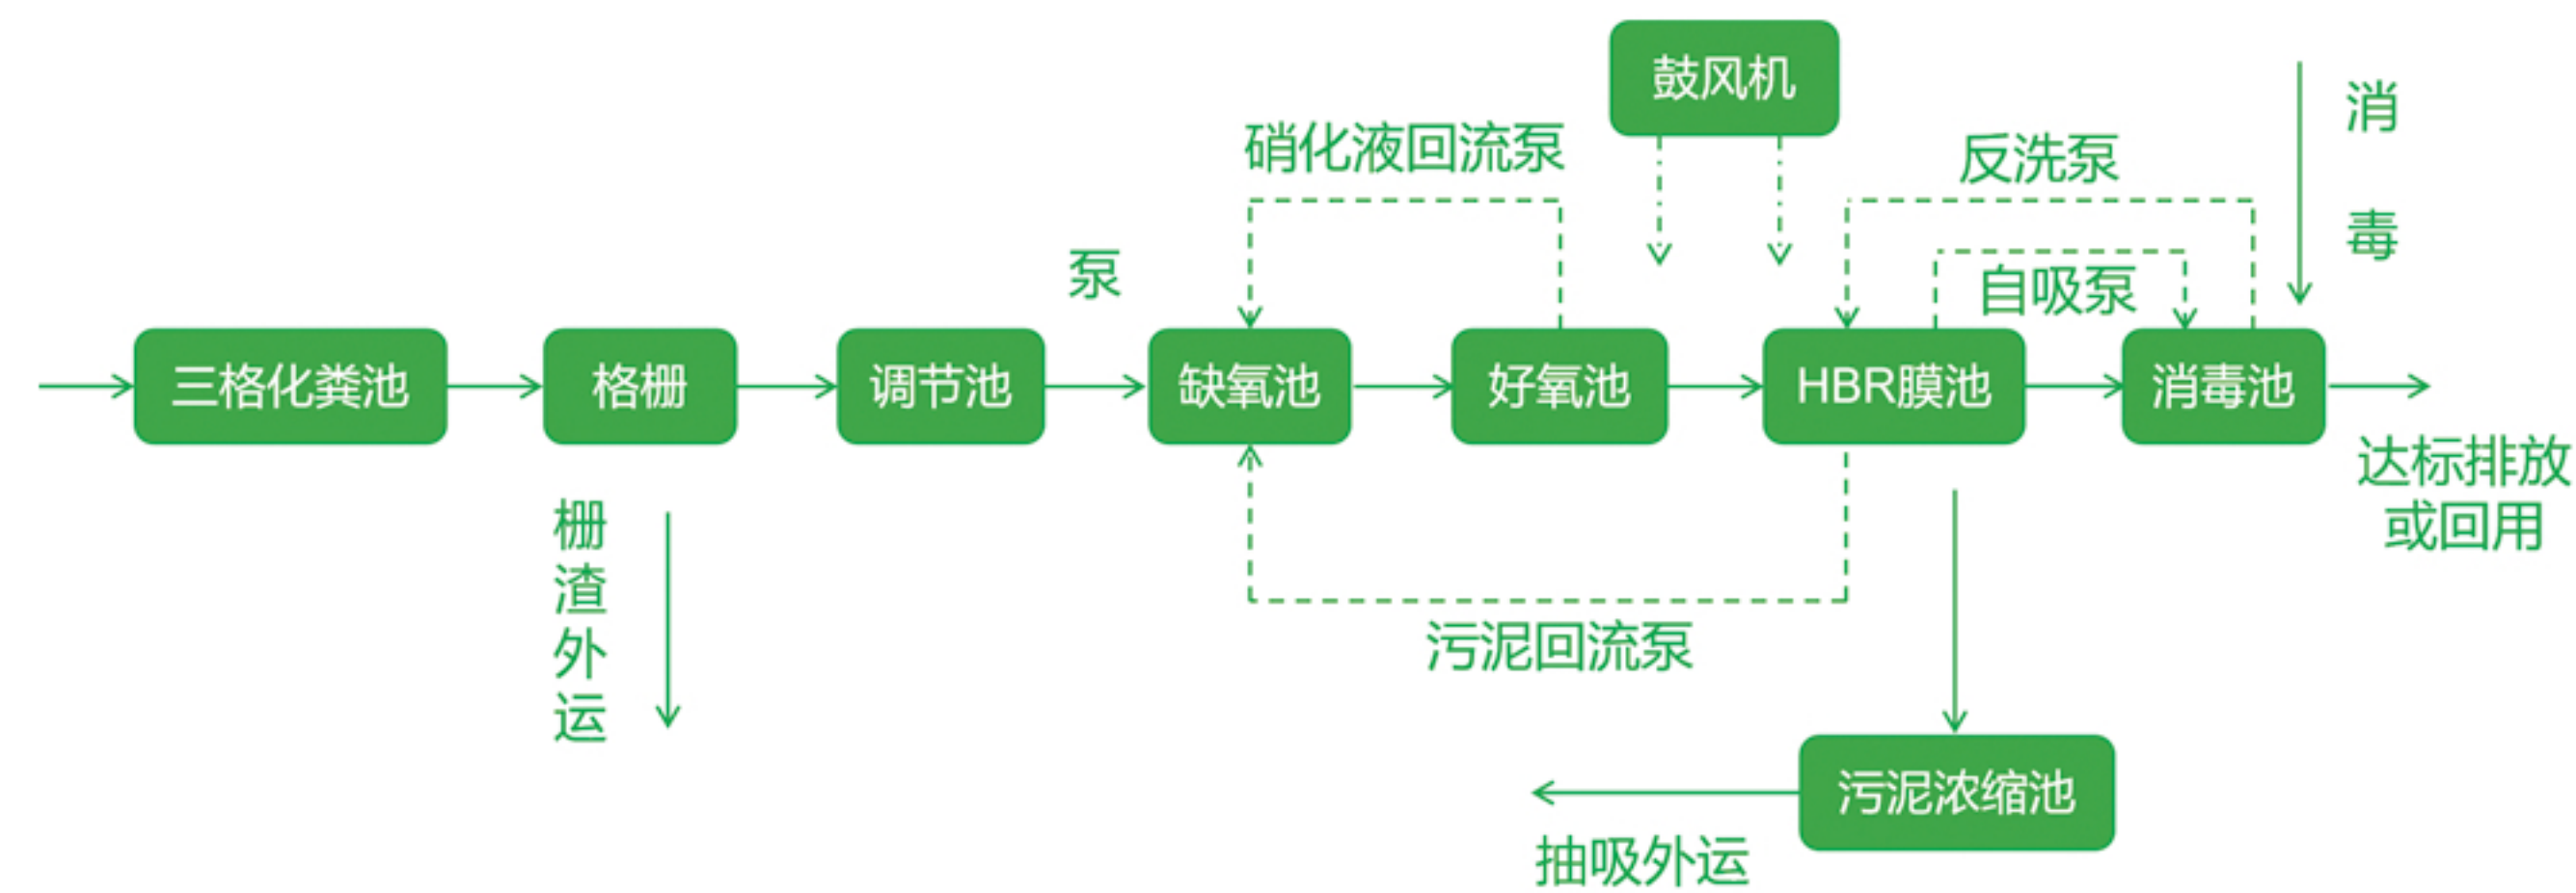 鼓风机
消毒
硝化液回流泵
反洗泵
泵
自吸泵
三格化粪池
格栅
调节池
缺氧池
好氧池
HBR膜池
消毒池
达标排放
或回用
栅渣外运
污泥回流泵
污泥浓缩池
抽吸外运